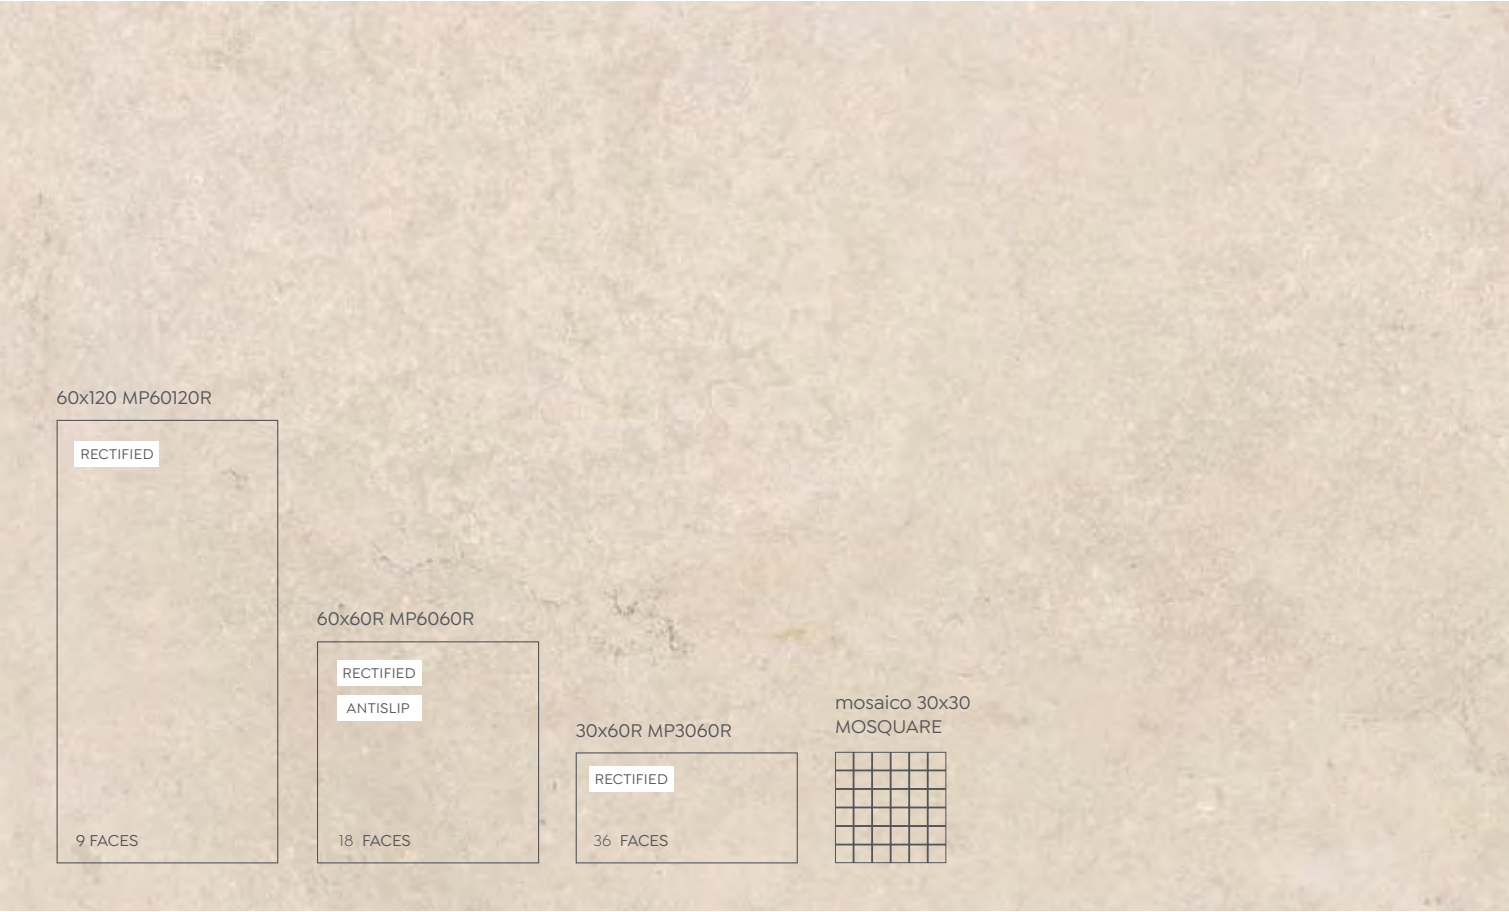 60x120 MP60120R
RECTIFIED
9 FACES
60x60R MP6060R
RECTIFIED
ANTISLIP
18 FACES
30x60R MP3060R
RECTIFIED
36 FACES
mosaico 30x30
MOSQUARE